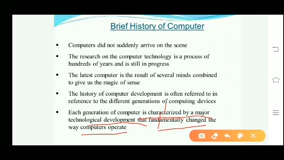 Brief History of Computer
Computers did not suddenly arrive on the scene
The research on the computer technology is a process of
hundreds of years and is still in progress
The latest computer is the result of several minds combined
to give us the magic of sense
The history of computer development is often referred to in
reference to the different generations of computing devices
Each generation of computer is characterized by a major
technological development that fundamentally changed the
way computers operate